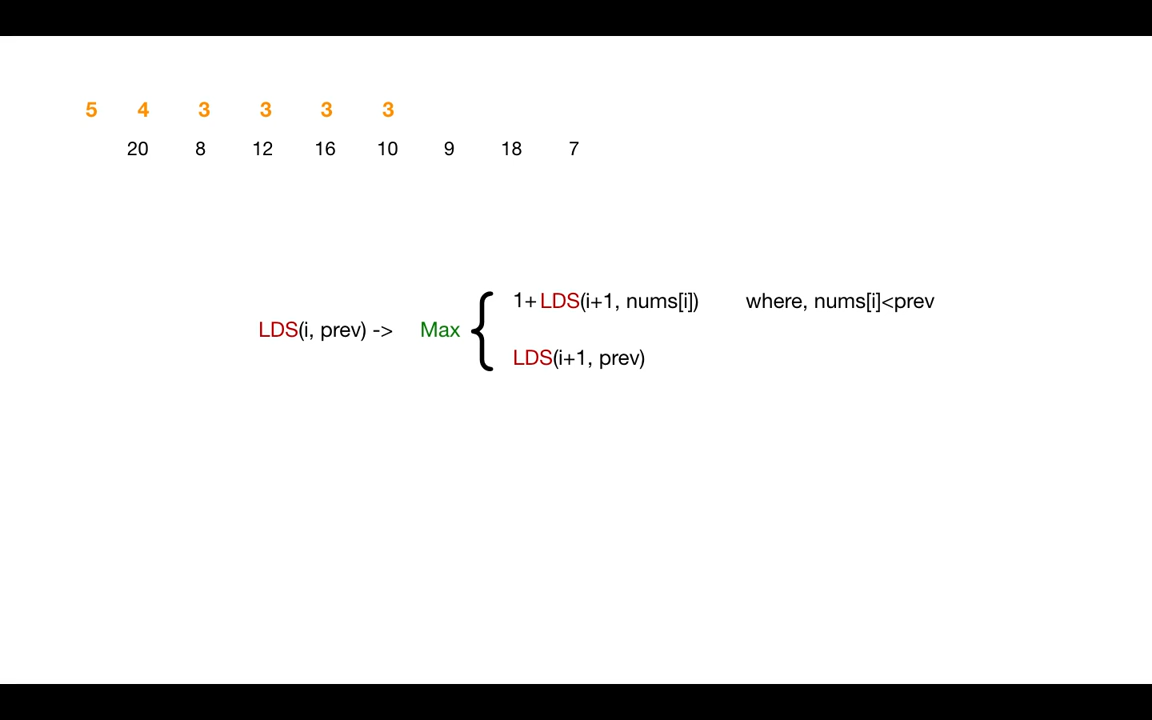 5 4 3 3 3 3
20 8 12 16 10 9 18 7
1+LDS(i+1, nums[i]) where, nums[i]<prev
LDS(i, prev) -> Max {
LDS(i+1, prev)